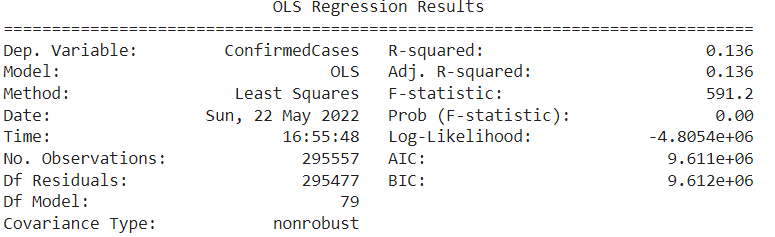 OLS Regression Results
==============================================================================
Dep. Variable: ConfirmedCases R-squared: 0.136
Model: OLS Adj. R-squared: 0.136
Method: Least Squares F-statistic: 591.2
Date: Sun, 22 May 2022 Prob (F-statistic): 0.00
Time: 16:55:48 Log-Likelihood: -4.8054e+06
No. Observations: 295557 AIC: 9.611e+06
Df Residuals: 295477 BIC: 9.612e+06
Df Model: 79
Covariance Type: nonrobust